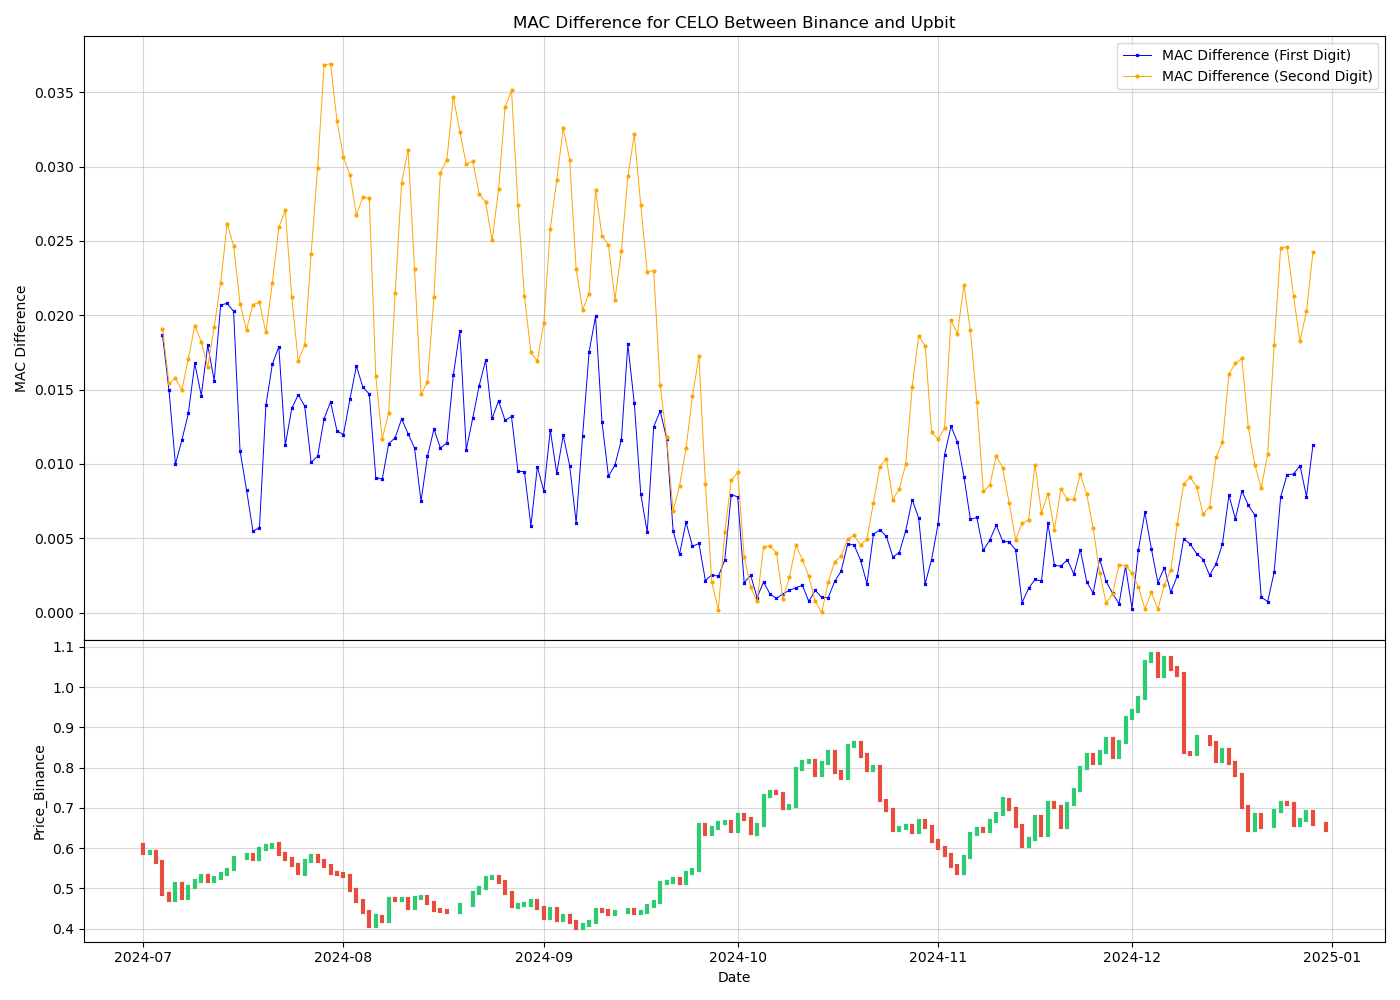 MAC Difference for CELO Between Binance and Upbit
MAC Difference (First Digit)
MAC Difference (Second Digit)
MAC Difference
0.035
0.030
0.025
0.020
0.015
0.010
0.005
0.000
Price_Binance
1.1
1.0
0.9
0.8
0.7
0.6
0.5
0.4
2024-07 2024-08 2024-09 2024-10 2024-11 2024-12 2025-01
Date